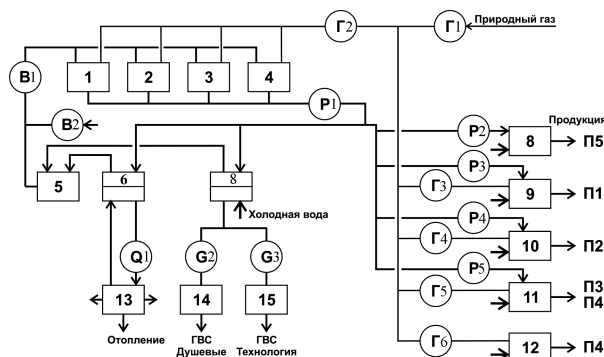 Г2
Г1
Природный газ
В1
1
2
3
4
Р1
В2
Продукция
Р2
8
П5
Р3
5
6
8
Г3
9
П1
Холодная вода
Р4
Г4
10
П2
Q1
G2
G3
Р5
Г5
11
П3
П4
13
14
15
Отопление
ГВС
Душевые
ГВС
Технология
Г6
12
П4